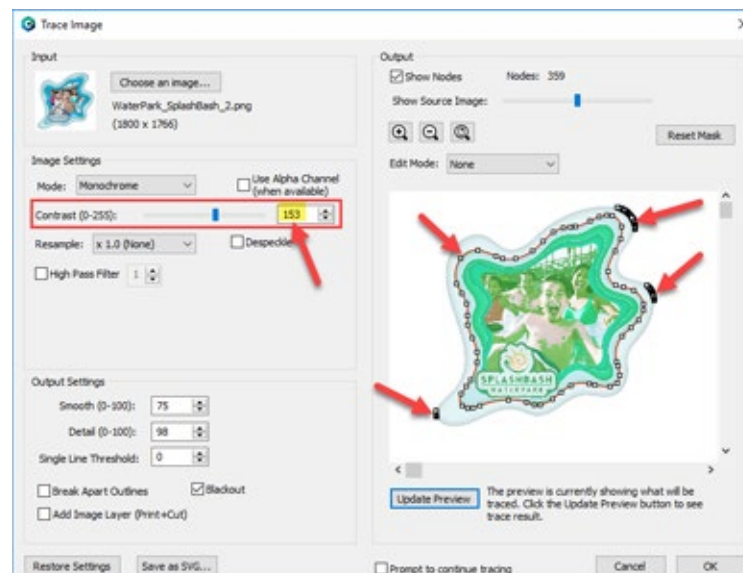 Trace Image
Input
Choose an image...
WaterPark_SplashBash_2.png
(1800 x 1766)
Image Settings
Mode: Monochrome
Use Alpha Channel
(when available)
Contrast (0-255): 153
Resample: x 1.0 (None)
Despeckle
High Pass Filter 1
Output Settings
Smooth (0-100): 75
Detail (0-100): 98
Single Line Threshold: 0
Break Apart Outlines
Blackout
Add Image Layer (Print+Cut)
Restore Settings
Save as SVG...
Output
Show Nodes
Nodes: 359
Show Source Image:
Reset Mask
Edit Mode: None
SPLASHBASH
WATERPARK
Update Preview
The preview is currently showing what will be
traced. Click the Update Preview button to see
trace result.
Prompt to continue tracing
Cancel
OK